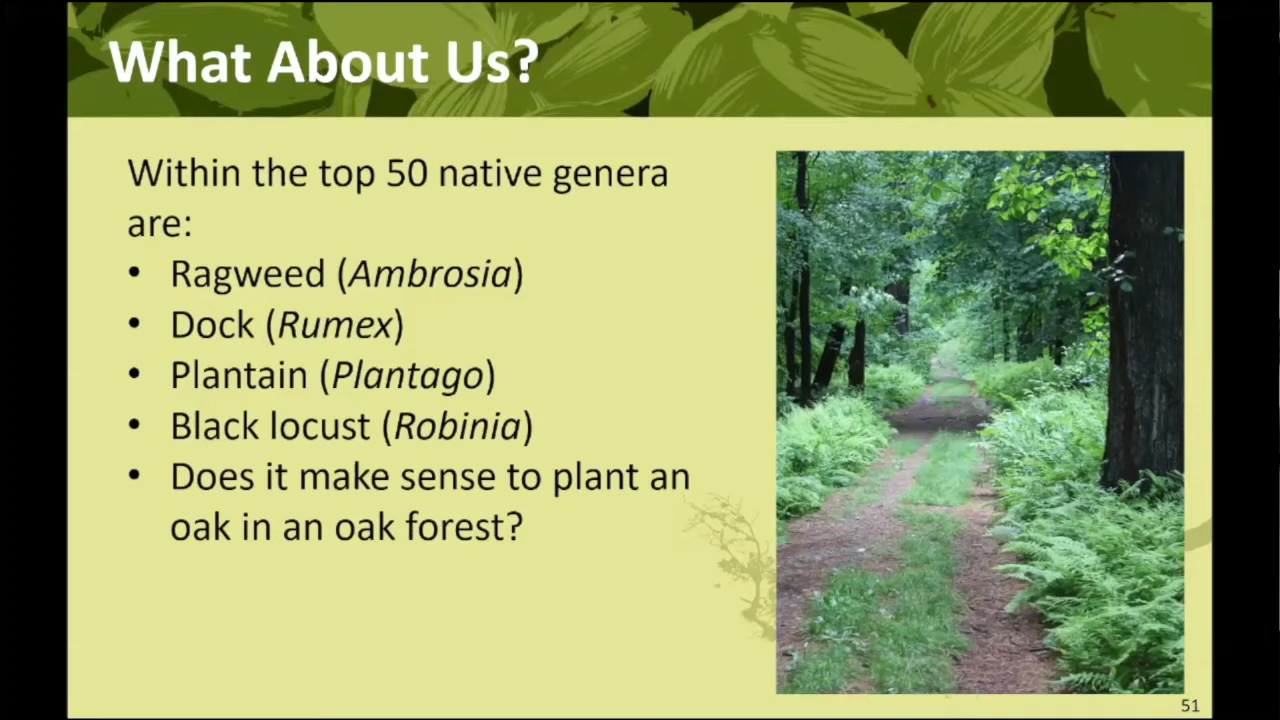 What About Us?
Within the top 50 native genera
are:
• Ragweed (Ambrosia)
• Dock (Rumex)
• Plantain (Plantago)
• Black locust (Robinia)
• Does it make sense to plant an
oak in an oak forest?
51